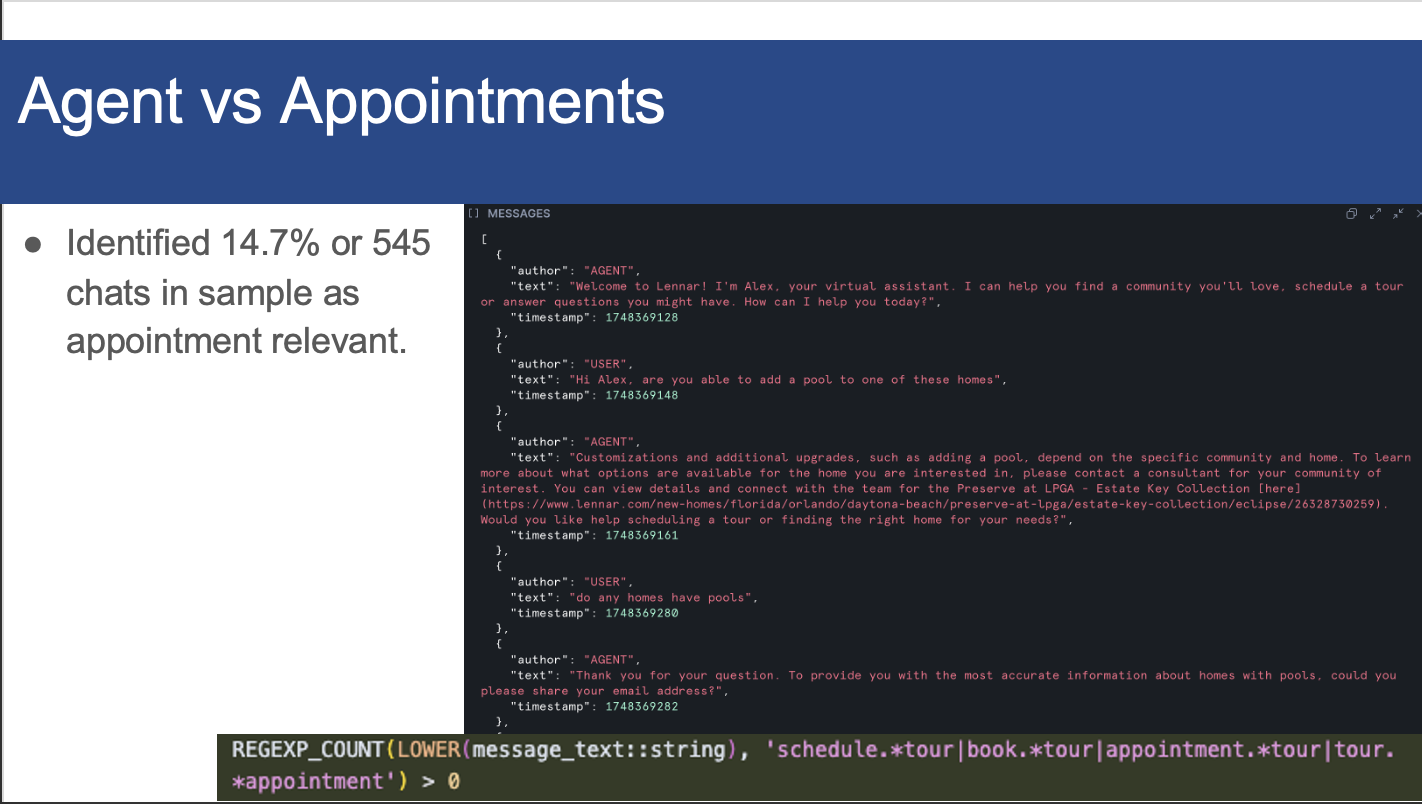 Agent vs Appointments
● Identified 14.7% or 545
chats in sample as
appointment relevant.
[] MESSAGES
[
{
"author": "AGENT",
"text": "Welcome to Lennar! I'm Alex, your virtual assistant. I can help you find a community you'll love, schedule a tour
or answer questions you might have. How can I help you today?",
"timestamp": 1748369128
},
{
"author": "USER",
"text": "Hi Alex, are you able to add a pool to one of these homes",
"timestamp": 1748369148
},
{
"author": "AGENT",
"text": "Customizations and additional upgrades, such as adding a pool, depend on the specific community and home. To learn
more about what options are available for the home you are interested in, please contact a consultant for your community of
interest. You can view details and connect with the team for the Preserve at LPGA - Estate Key Collection [here]
(https://www.lennar.com/new-homes/florida/orlando/daytona-beach/preserve-at-lpga/estate-key-collection/eclipse/26328730259).
Would you like help scheduling a tour or finding the right home for your needs?",
"timestamp": 1748369161
},
{
"author": "USER",
"text": "do any homes have pools",
"timestamp": 1748369280
},
{
"author": "AGENT",
"text": "Thank you for your question. To provide you with the most accurate information about homes with pools, could you
please share your email address?",
"timestamp": 1748369282
},
REGEXP_COUNT(LOWER(message_text::string), 'schedule.*tour|book.*tour|appointment.*tour|tour.
*appointment') > 0